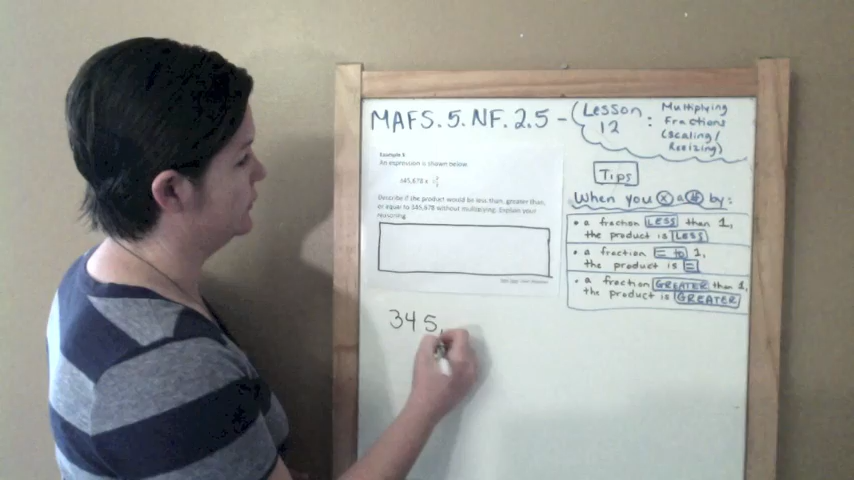 MAFS.5.NF.2.5 -
Lesson 12 :
Multiplying
Fractions
(scaling/
Resizing)
Example 1
An expression is shown below.
345,678 x
Describe if the product would be less than, greater than,
or equal to 345,678 without multiplying. Explain your
reasoning.
Tips
When you x a # by:
• a fraction LESS than 1,
the product is LESS
• a fraction = to 1,
the product is =
• a fraction GREATER than 1,
the product is GREATER
345,